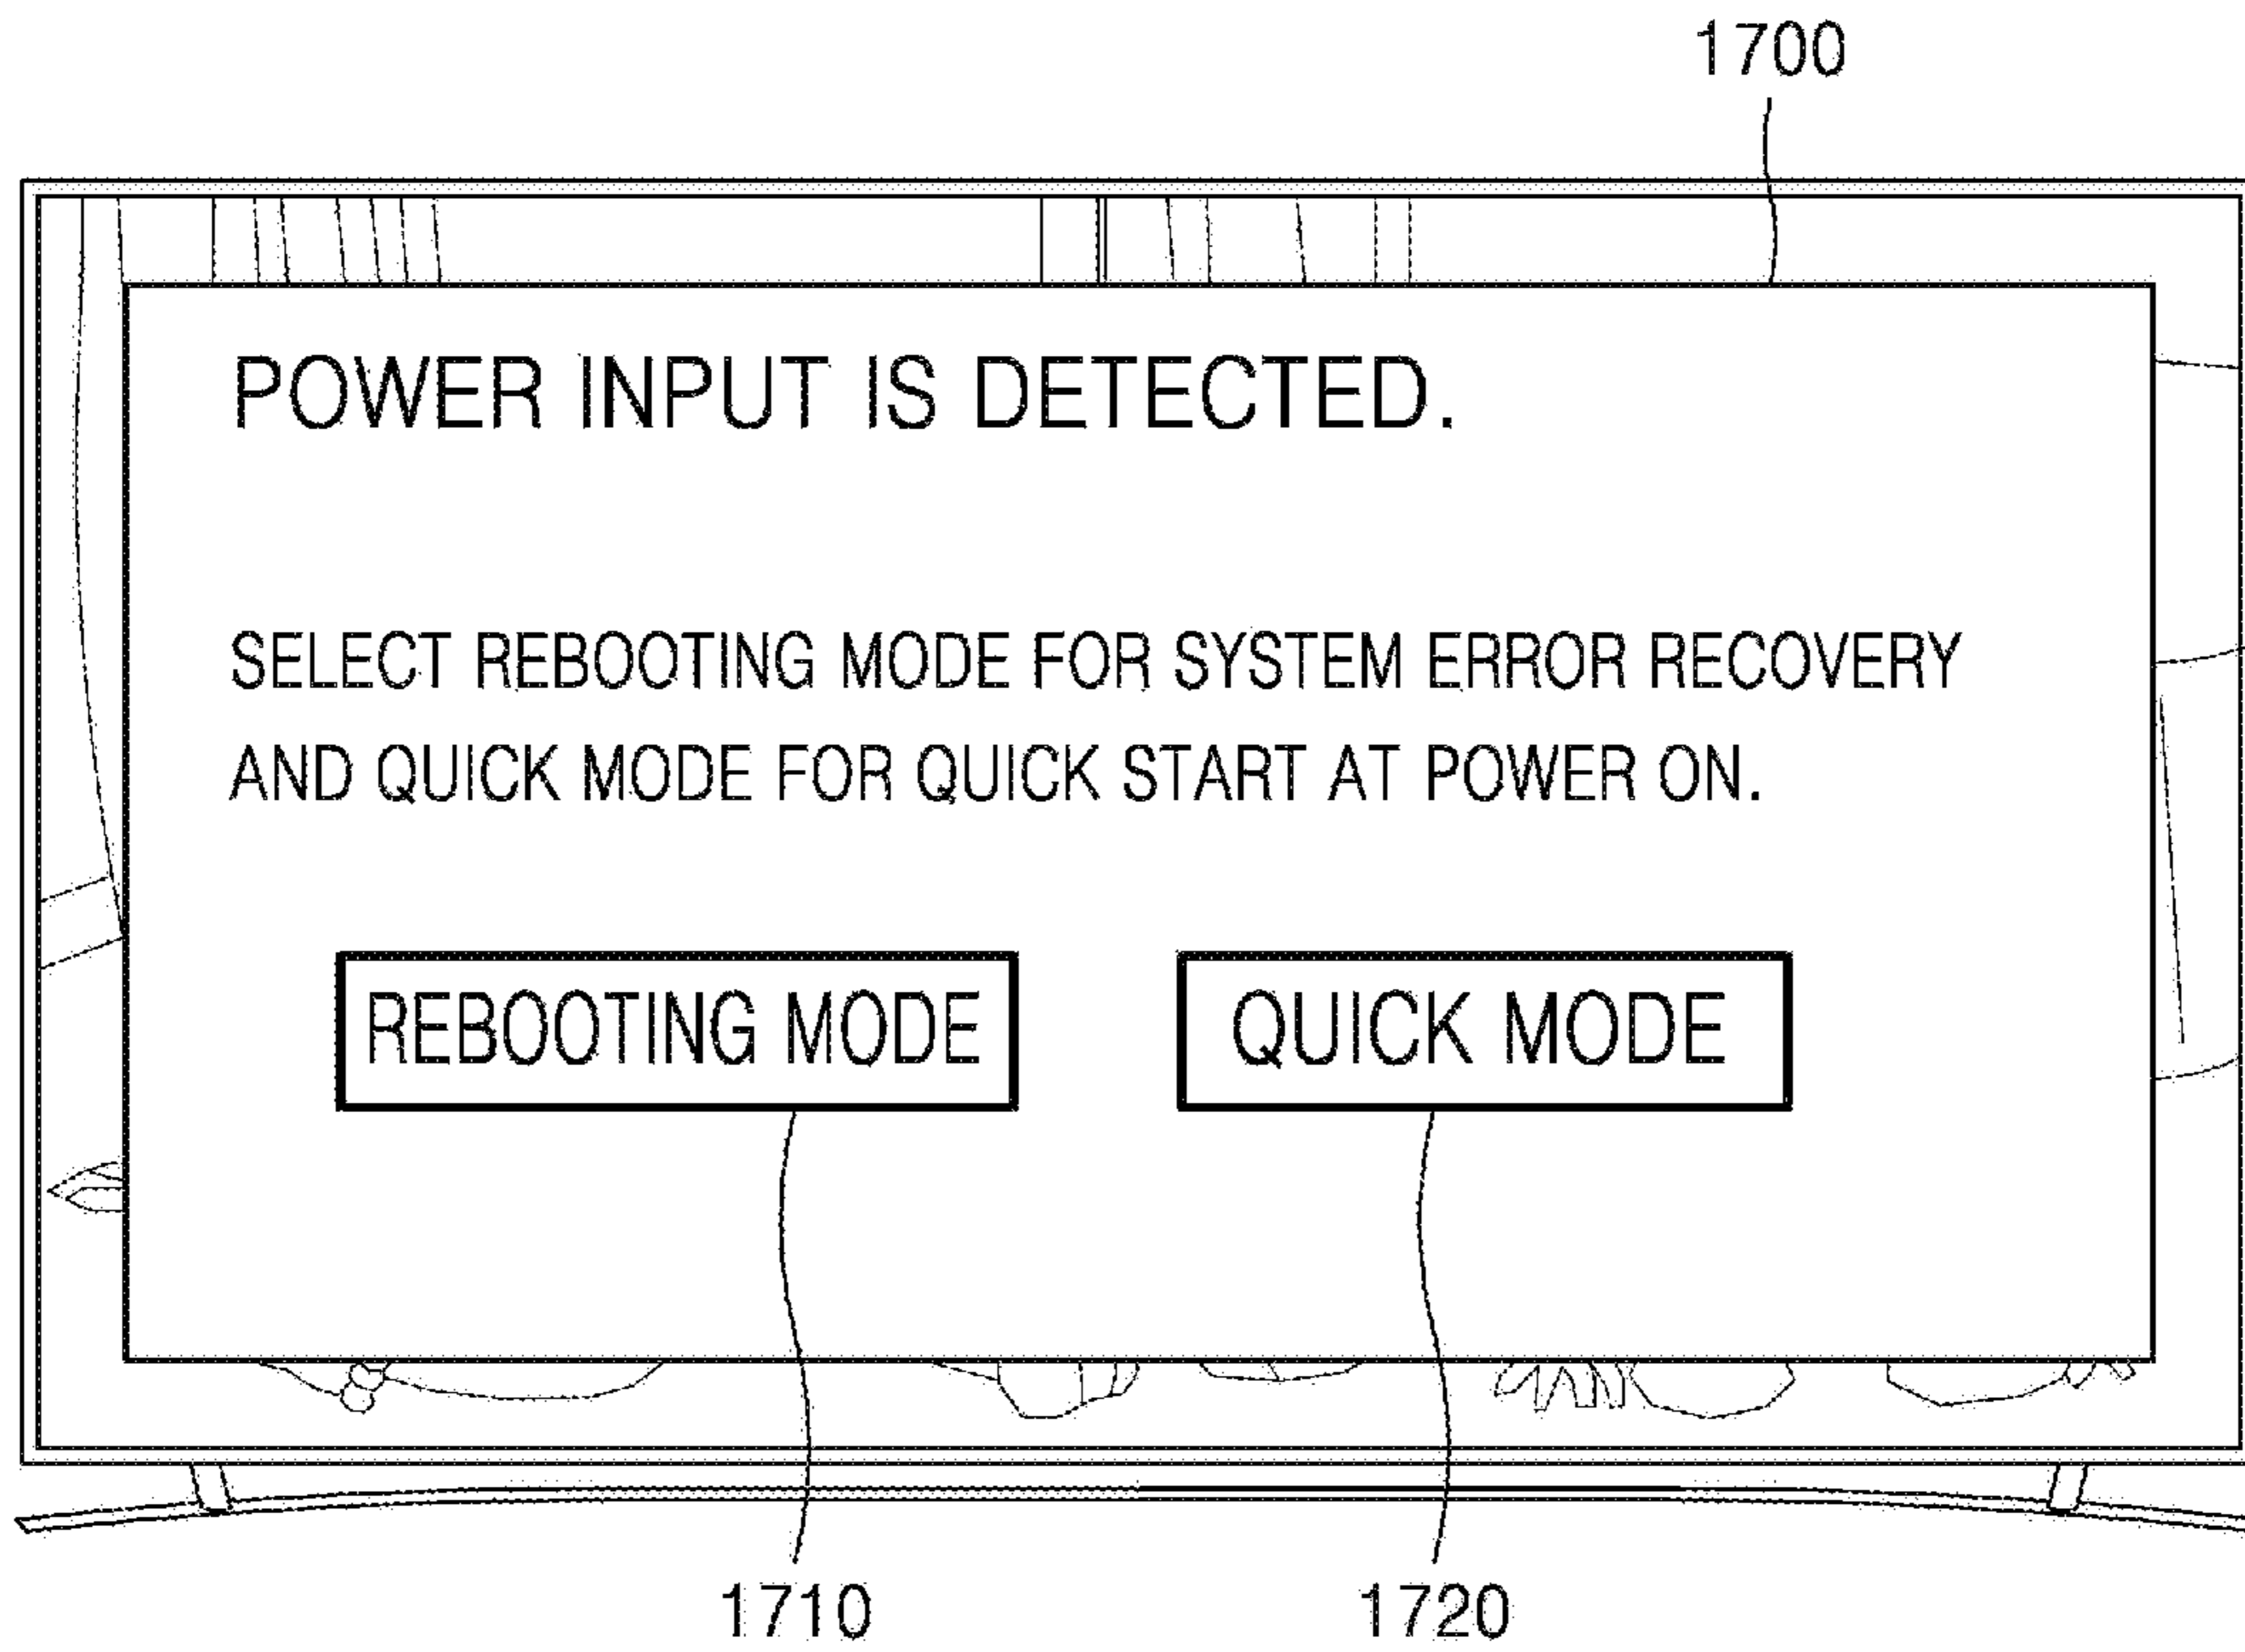 1700
POWER INPUT IS DETECTED.
SELECT REBOOTING MODE FOR SYSTEM ERROR RECOVERY
AND QUICK MODE FOR QUICK START AT POWER ON.
REBOOTING MODE
QUICK MODE
1710
1720